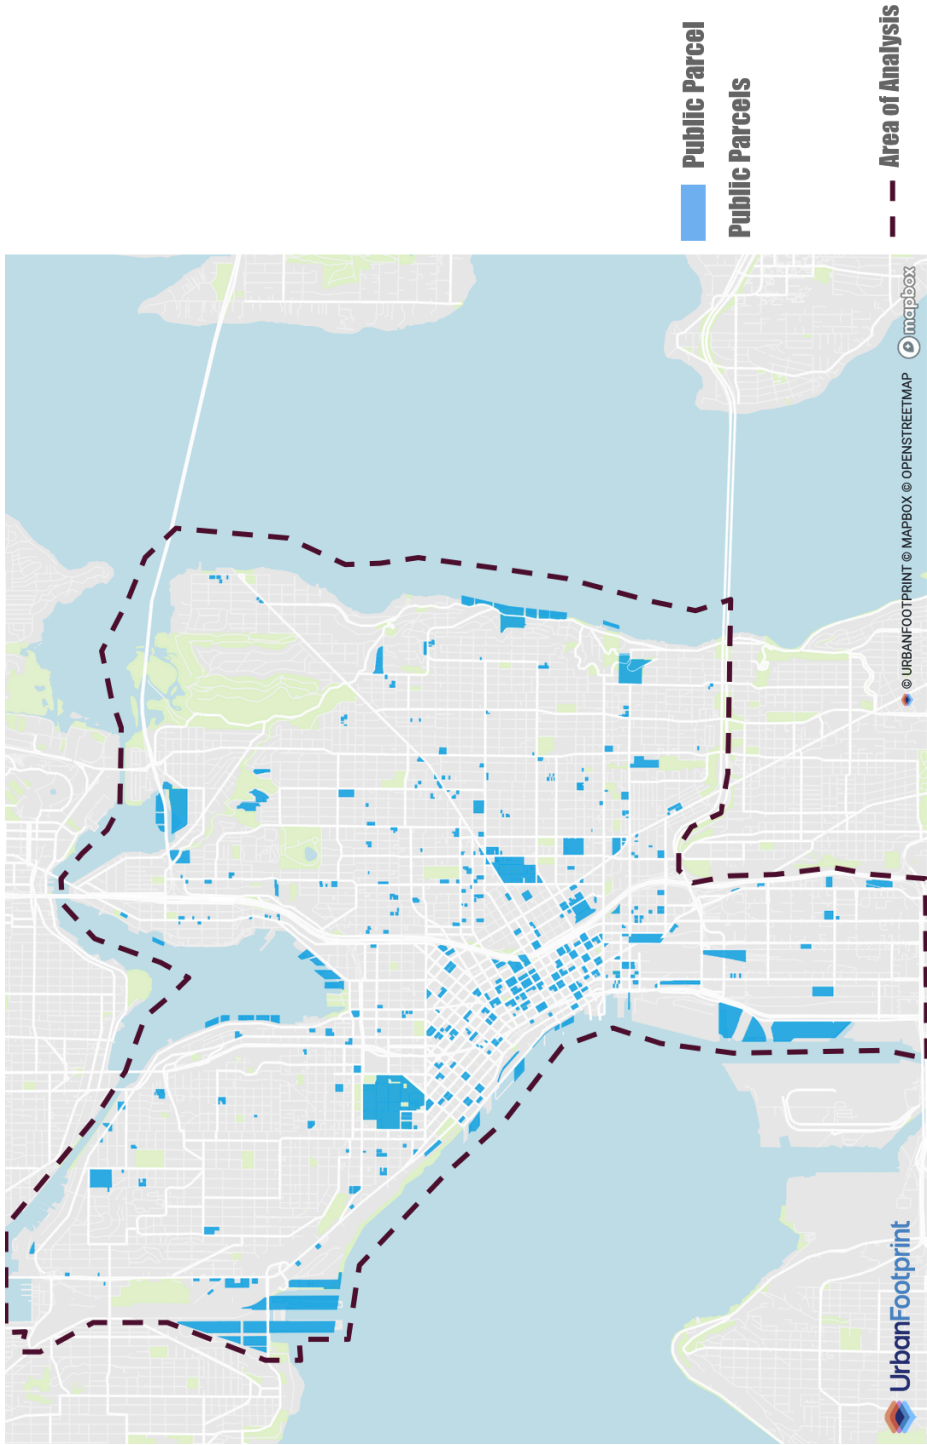 Public Parcel
Public Parcels
Area of Analysis
© URBANFOOTPRINT © MAPBOX © OPENSTREETMAP
mapbox
UrbanFootprint